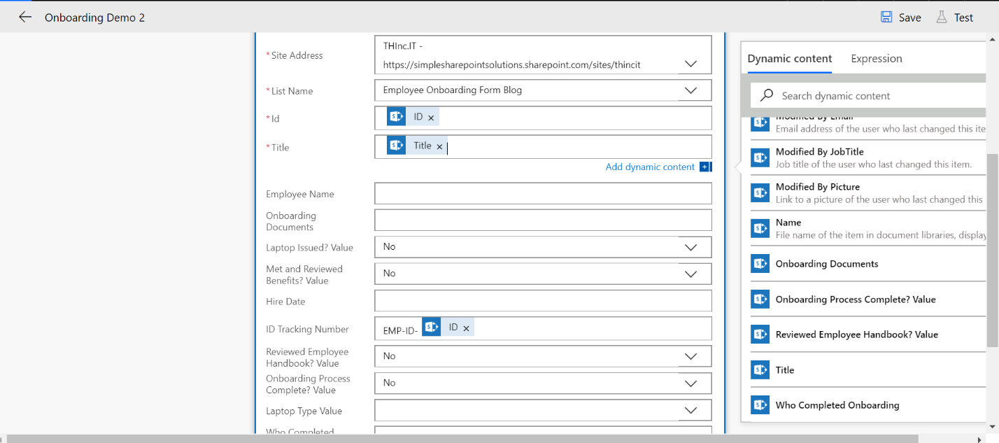 Onboarding Demo 2
Save
Test
* Site Address
THInc.IT -
https://simplesharepointsolutions.sharepoint.com/sites/thincit
* List Name
Employee Onboarding Form Blog
* Id
ID ×
* Title
Title ×
Add dynamic content +
Employee Name
Onboarding
Documents
Laptop Issued? Value
No
Met and Reviewed
Benefits? Value
No
Hire Date
ID Tracking Number
EMP-ID- ID ×
Reviewed Employee
Handbook? Value
No
Onboarding Process
Complete? Value
No
Laptop Type Value
Who Completed
Dynamic content
Expression
Search dynamic content
Modified By Email
Email address of the user who last changed this ite
Modified By JobTitle
Job title of the user who last changed this item.
Modified By Picture
Link to a picture of the user who last changed this
Name
File name of the item in document libraries, display
Onboarding Documents
Onboarding Process Complete? Value
Reviewed Employee Handbook? Value
Title
Who Completed Onboarding